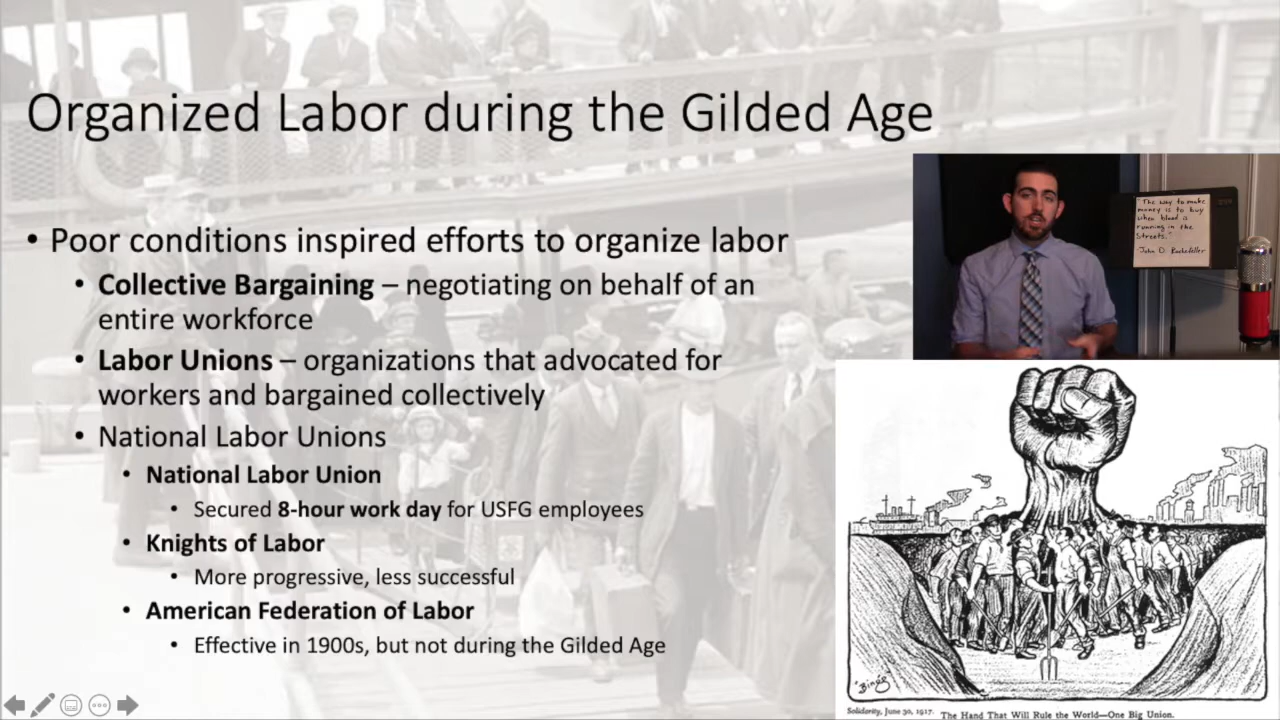 Organized Labor during the Gilded Age
• Poor conditions inspired efforts to organize labor
• Collective Bargaining – negotiating on behalf of an
entire workforce
• Labor Unions – organizations that advocated for
workers and bargained collectively
• National Labor Unions
• National Labor Union
• Secured 8-hour work day for USFG employees
• Knights of Labor
• More progressive, less successful
• American Federation of Labor
• Effective in 1900s, but not during the Gilded Age
"The way to make
money is to buy
when blood is
running in the
streets."
-John D. Rockefeller
Bingo
Solidarity, June 30, 1917. The Hand That Will Rule the World—One Big Union.